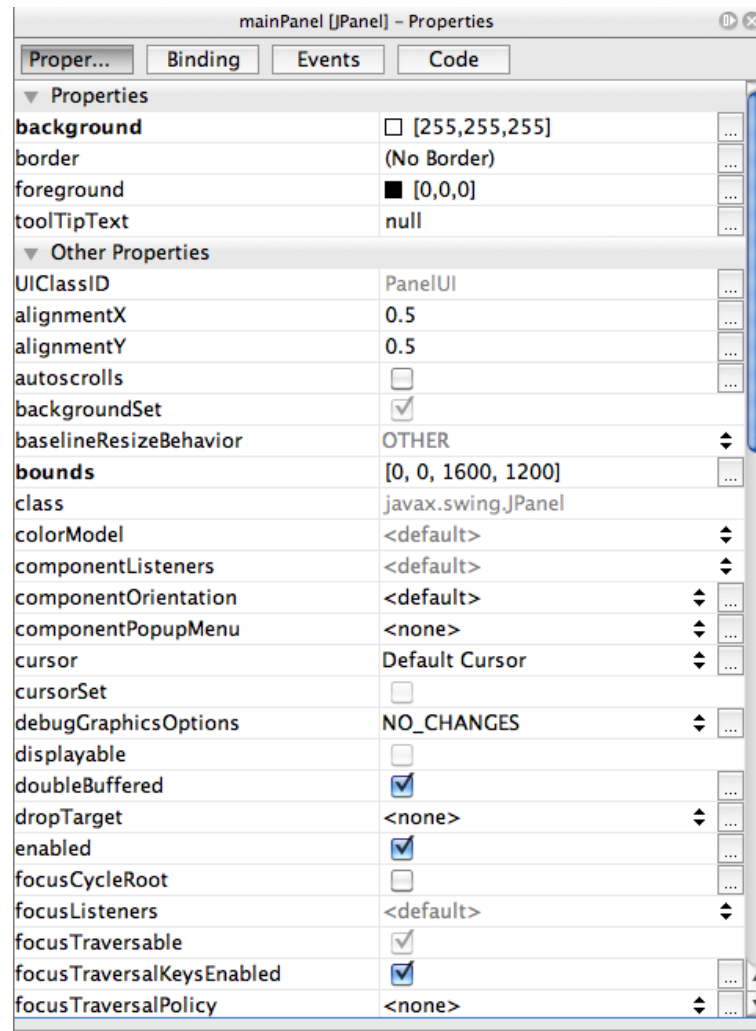 mainPanel [JPanel] – Properties
Proper... Binding Events Code
Properties
background [255,255,255] ...
border (No Border) ...
foreground [0,0,0] ...
toolTipText null ...
Other Properties
UIClassID PanelUI ...
alignmentX 0.5 ...
alignmentY 0.5 ...
autoscrolls ...
backgroundSet
baselineResizeBehavior OTHER
bounds [0, 0, 1600, 1200] ...
class javax.swing.JPanel
colorModel <default>
componentListeners <default>
componentOrientation <default> ...
componentPopupMenu <none> ...
cursor Default Cursor ...
cursorSet
debugGraphicsOptions NO_CHANGES ...
displayable
doubleBuffered ...
dropTarget <none> ...
enabled ...
focusCycleRoot ...
focusListeners <default>
focusTraversable
focusTraversalKeysEnabled ...
focusTraversalPolicy <none> ...